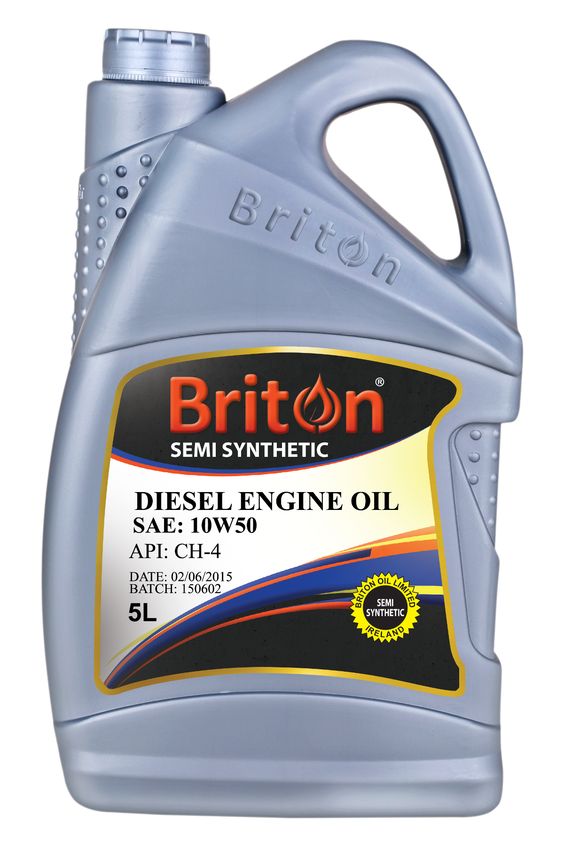 Briton
Briton®
SEMI SYNTHETIC
DIESEL ENGINE OIL
SAE: 10W50
API: CH-4
DATE: 02/06/2015
BATCH: 150602
5L
BRITON OIL LIMITED
SEMI
SYNTHETIC
IRELAND